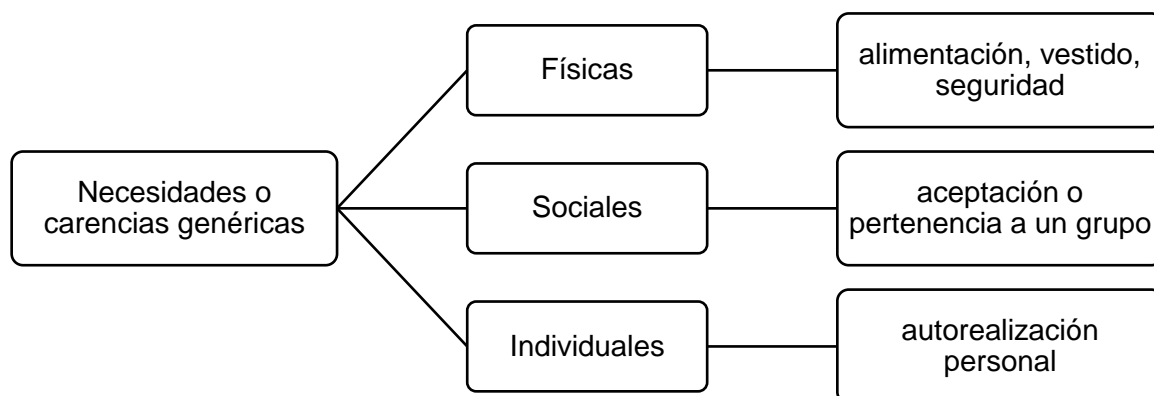 Necesidades o
carencias genéricas
Físicas
alimentación, vestido,
seguridad
Sociales
aceptación o
pertenencia a un grupo
Individuales
autorealización
personal